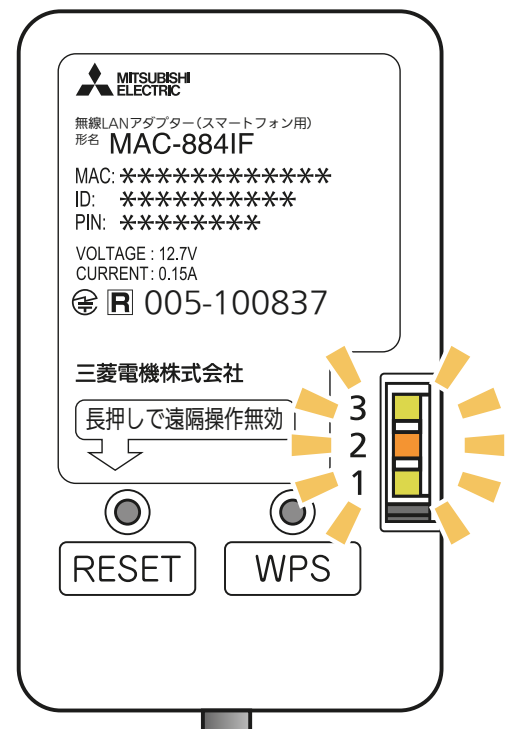 MITSUBISHI
ELECTRIC
無線LANアダプター（スマートフォン用）
形名 MAC-884IF
MAC: ************
ID: **********
PIN: ********
VOLTAGE : 12.7V
CURRENT : 0.15A
R 005-100837
三菱電機株式会社
長押しで遠隔操作無効
3
2
1
RESET
WPS